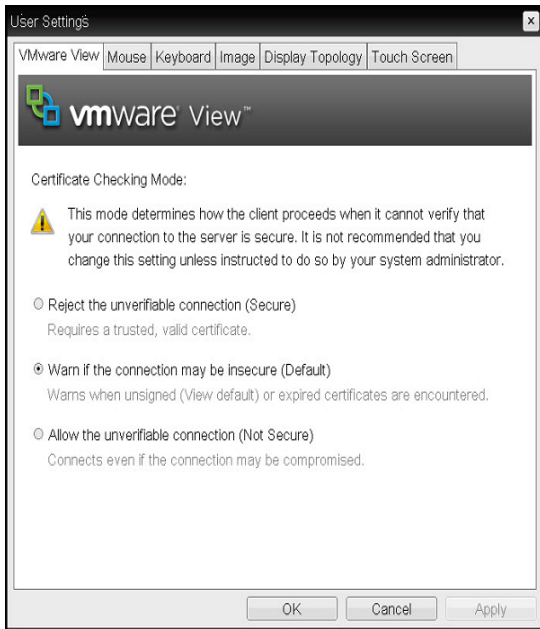 User Settings
VMware View Mouse Keyboard Image Display Topology Touch Screen
vmware View™
Certificate Checking Mode:
This mode determines how the client proceeds when it cannot verify that
your connection to the server is secure. It is not recommended that you
change this setting unless instructed to do so by your system administrator.
Reject the unverifiable connection (Secure)
Requires a trusted, valid certificate.
Warn if the connection may be insecure (Default)
Warns when unsigned (View default) or expired certificates are encountered.
Allow the unverifiable connection (Not Secure)
Connects even if the connection may be compromised.
OK Cancel Apply